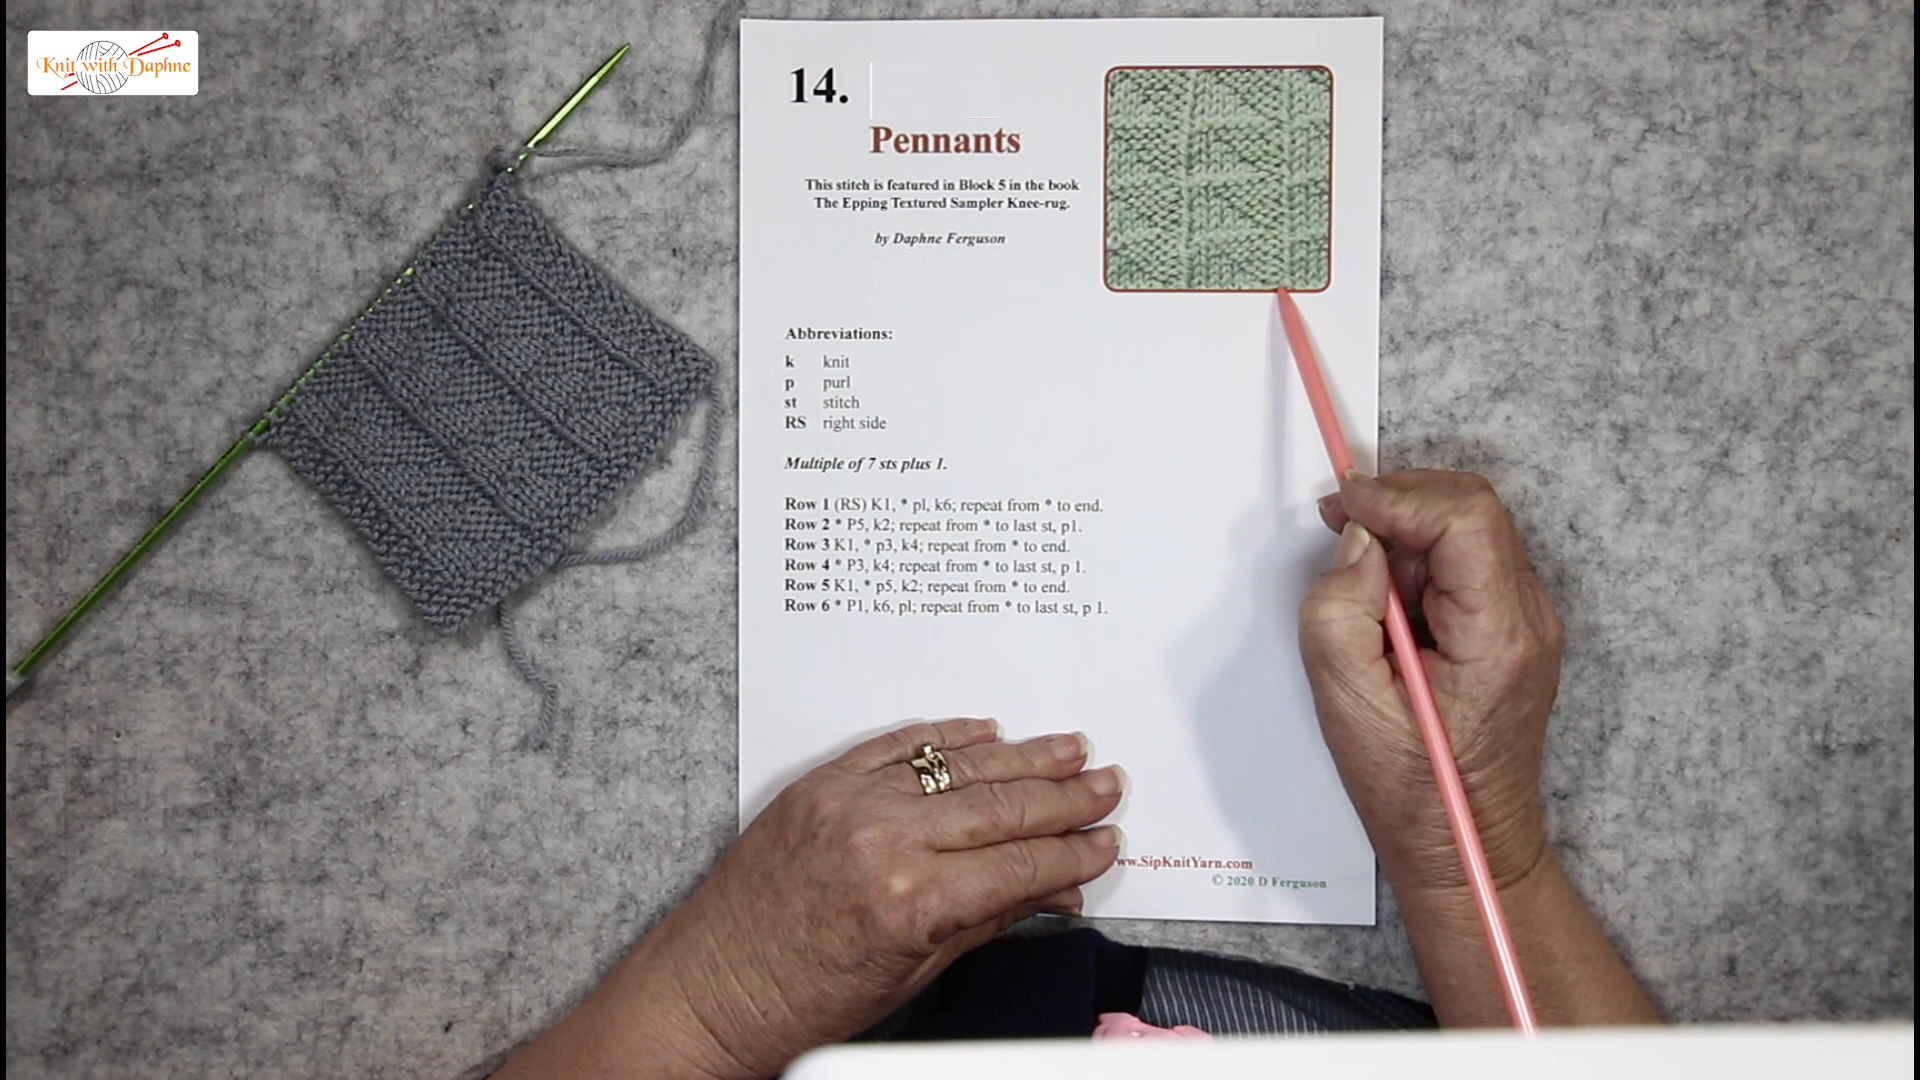 Knit with Daphne
14.
Pennants
This stitch is featured in Block 5 in the book
The Epping Textured Sampler Knee-rug.
by Daphne Ferguson
Abbreviations:
k knit
p purl
st stitch
RS right side
Multiple of 7 sts plus 1.
Row 1 (RS) K1, * pl, k6; repeat from * to end.
Row 2 * P5, k2; repeat from * to last st, p1.
Row 3 K1, * p3, k4; repeat from * to end.
Row 4 * P3, k4; repeat from * to last st, p 1.
Row 5 K1, * p5, k2; repeat from * to end.
Row 6 * P1, k6, pl; repeat from * to last st, p 1.
www.SipKnitYarn.com
© 2020 D Ferguson